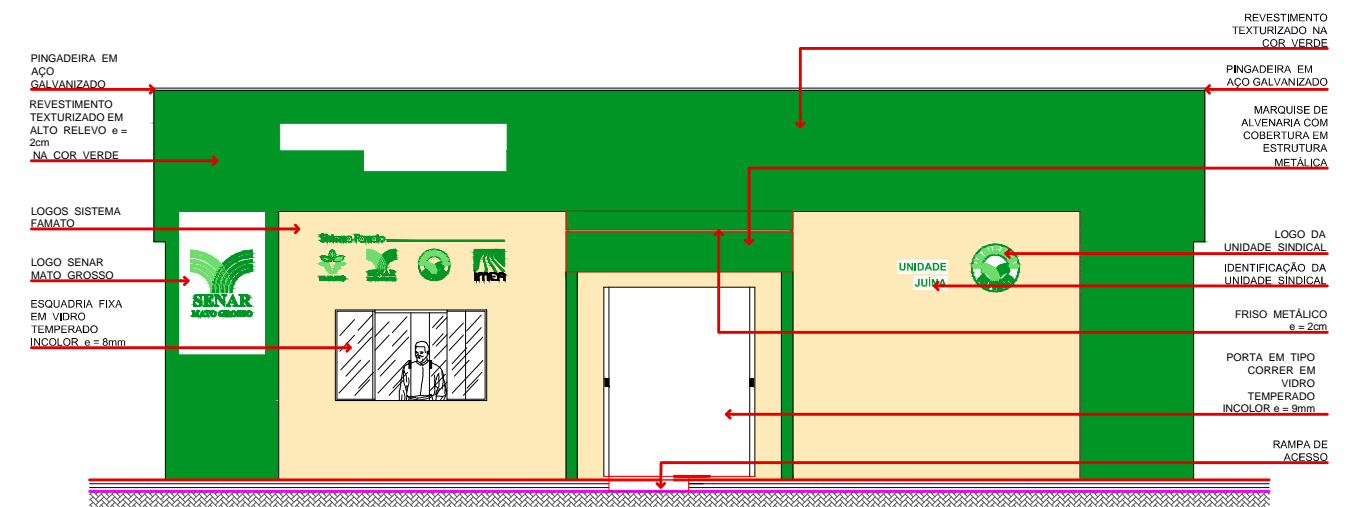 PINGADEIRA EM
AÇO
GALVANIZADO
REVESTIMENTO
TEXTURIZADO EM
ALTO RELEVO e =
2cm
NA COR VERDE
LOGOS SISTEMA
FAMATO
LOGO SENAR
MATO GROSSO
ESQUADRIA FIXA
EM VIDRO
TEMPERADO
INCOLOR e = 8mm
SENAR
MATO GROSSO
Sistema Famato
IMEA
UNIDADE
JUÍNA
REVESTIMENTO
TEXTURIZADO NA
COR VERDE
PINGADEIRA EM
AÇO GALVANIZADO
MARQUISE DE
ALVENARIA COM
COBERTURA EM
ESTRUTURA
METÁLICA
LOGO DA
UNIDADE SINDICAL
IDENTIFICAÇÃO DA
UNIDADE SINDICAL
FRISO METÁLICO
e = 2cm
PORTA EM TIPO
CORRER EM
VIDRO
TEMPERADO
INCOLOR e = 9mm
RAMPA DE
ACESSO